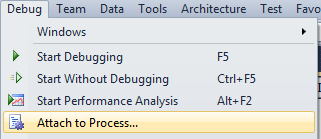 Debug Team Data Tools Architecture Test Favo
Windows
Start Debugging F5
Start Without Debugging Ctrl+F5
Start Performance Analysis Alt+F2
Attach to Process...